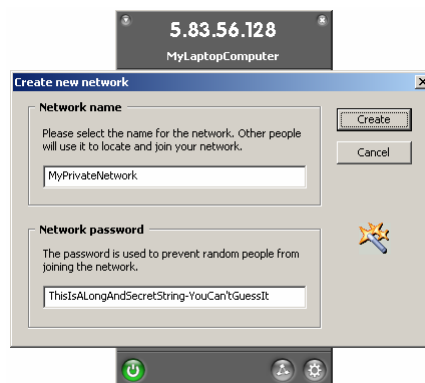 5.83.56.128
MyLaptopComputer
Create new network
Network name
Please select the name for the network. Other people
will use it to locate and join your network.
MyPrivateNetwork
Create
Cancel
Network password
The password is used to prevent random people from
joining the network.
ThisIsALongAndSecretString-YouCan'tGuessIt